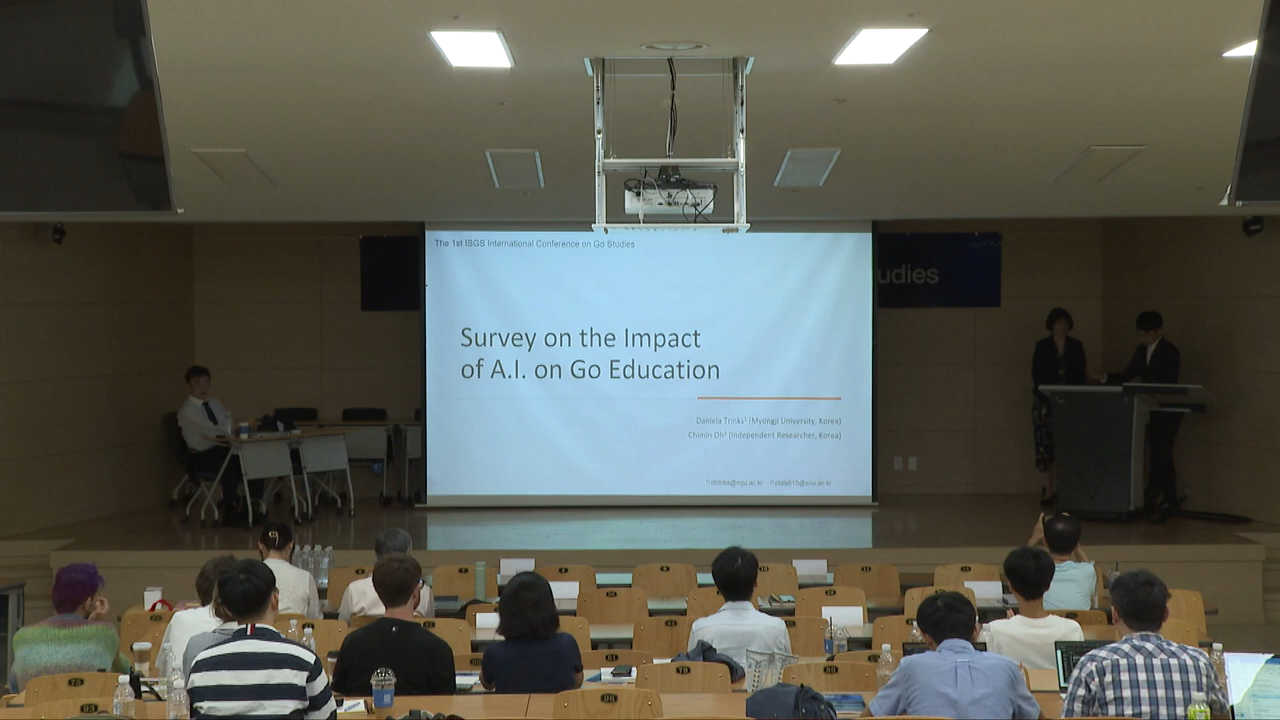 The 1st ISGS International Conference on Go Studies
udies
Survey on the Impact
of A.I. on Go Education
Daniela Trinks¹ (Myongji University, Korea)
Chimin Oh² (Independent Researcher, Korea)